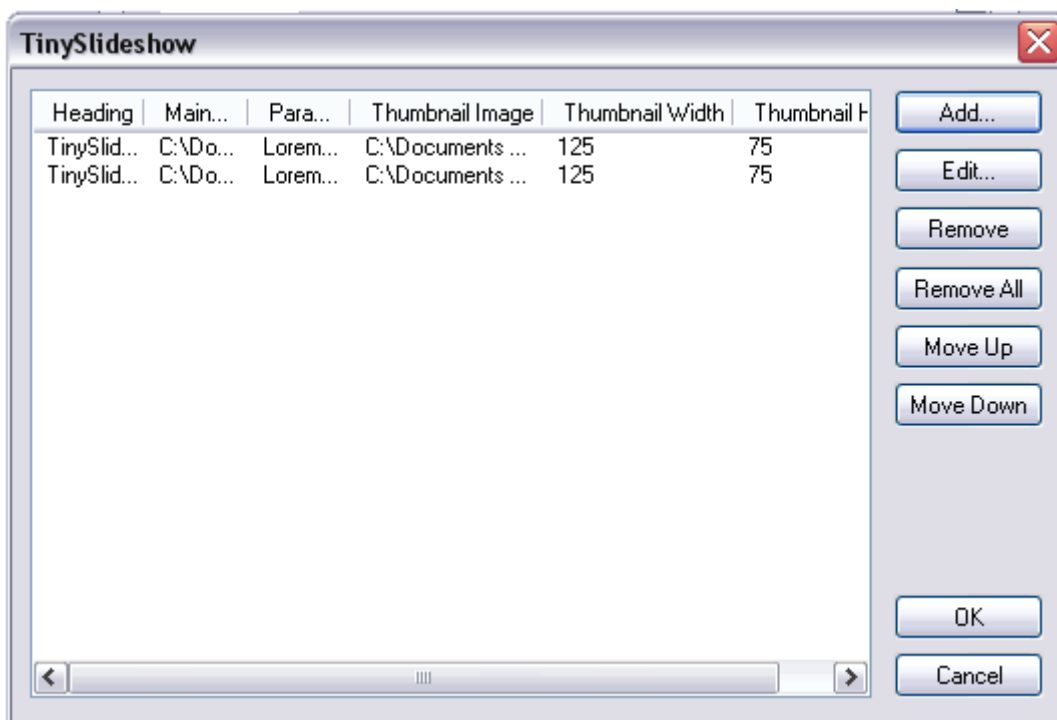 TinySlideshow
Heading Main... Para... Thumbnail Image Thumbnail Width Thumbnail H
TinySlid... C:\Do... Lorem... C:\Documents ... 125 75
TinySlid... C:\Do... Lorem... C:\Documents ... 125 75
Add...
Edit...
Remove
Remove All
Move Up
Move Down
OK
Cancel